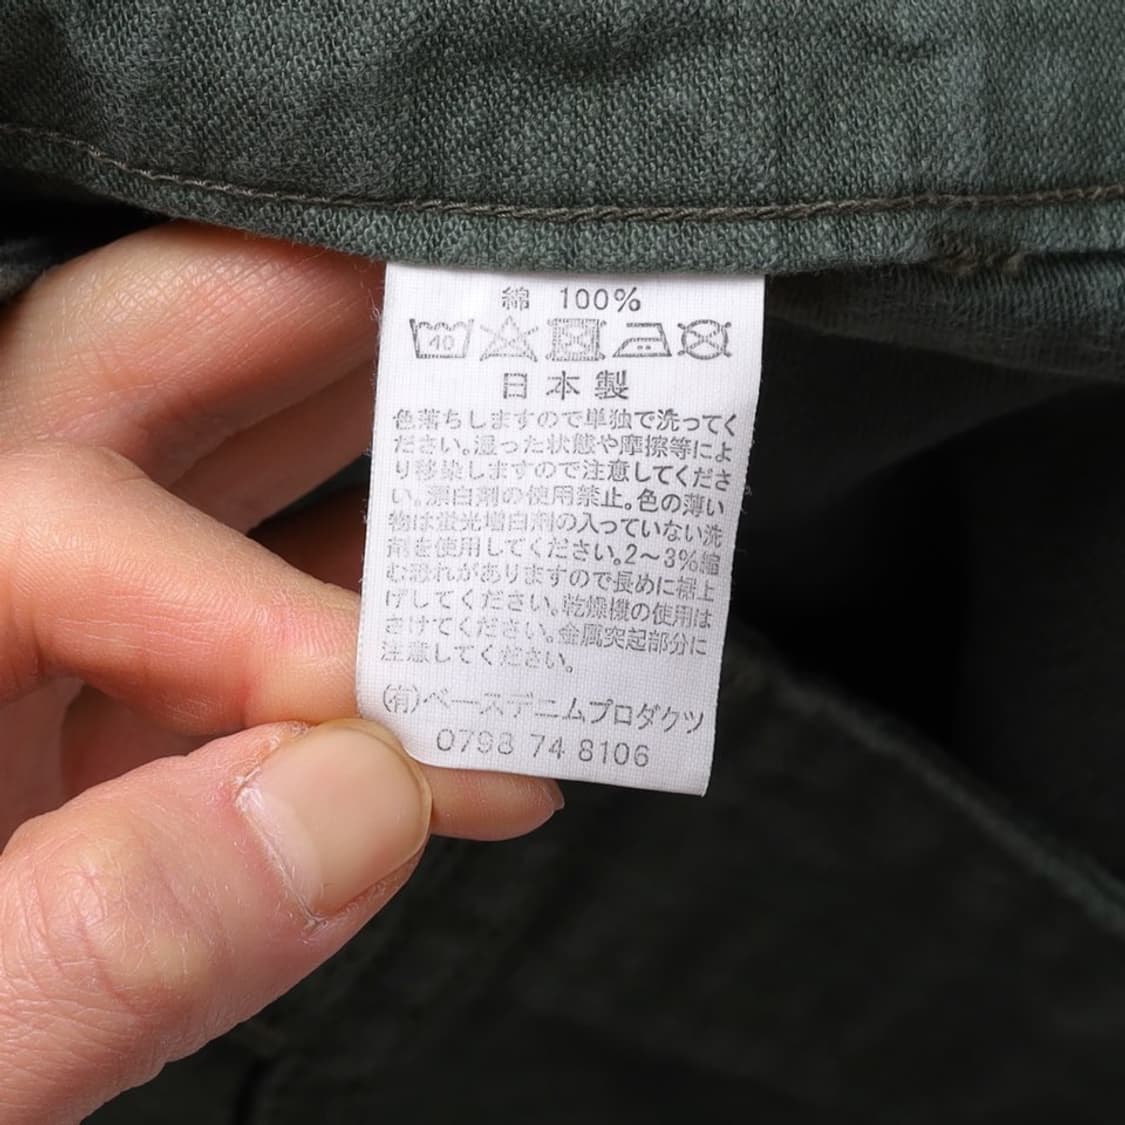 綿 100%
40
日本製
色落ちしますので単独で洗ってく
ださい。湿った状態や摩擦等によ
り移染しますので注意してくださ
い。漂白剤の使用禁止。色の薄い
物は蛍光増白剤の入っていない洗
剤を使用してください。2〜3%縮
む恐れがありますので長めに裾上
げしてください。乾燥機の使用は
さけてください。金属突起部分に
注意してください。
(有)ベースデニムプロダクツ
0798 74 8106